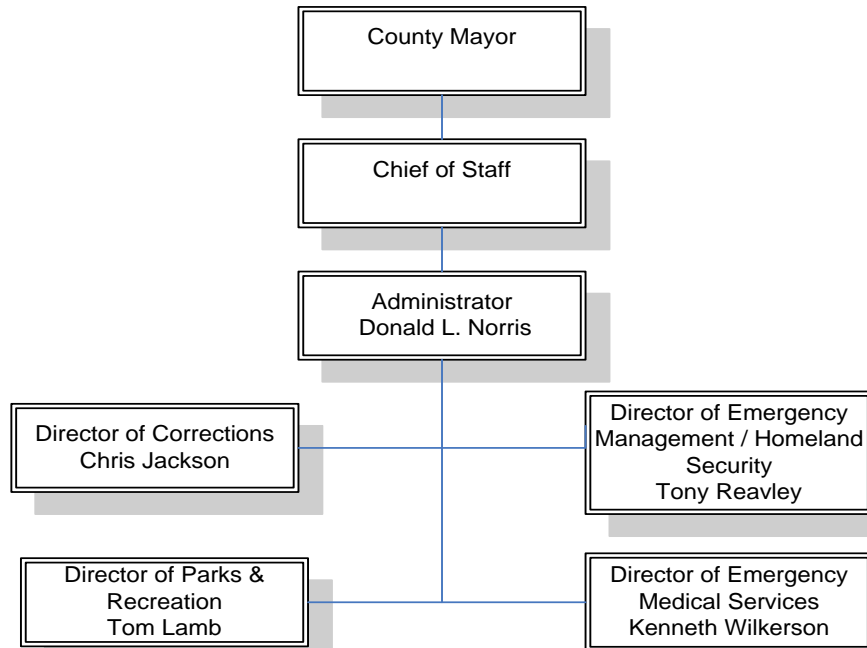 County Mayor
Chief of Staff
Administrator
Donald L. Norris
Director of Corrections
Chris Jackson
Director of Emergency
Management / Homeland
Security
Tony Reavley
Director of Parks &
Recreation
Tom Lamb
Director of Emergency
Medical Services
Kenneth Wilkerson